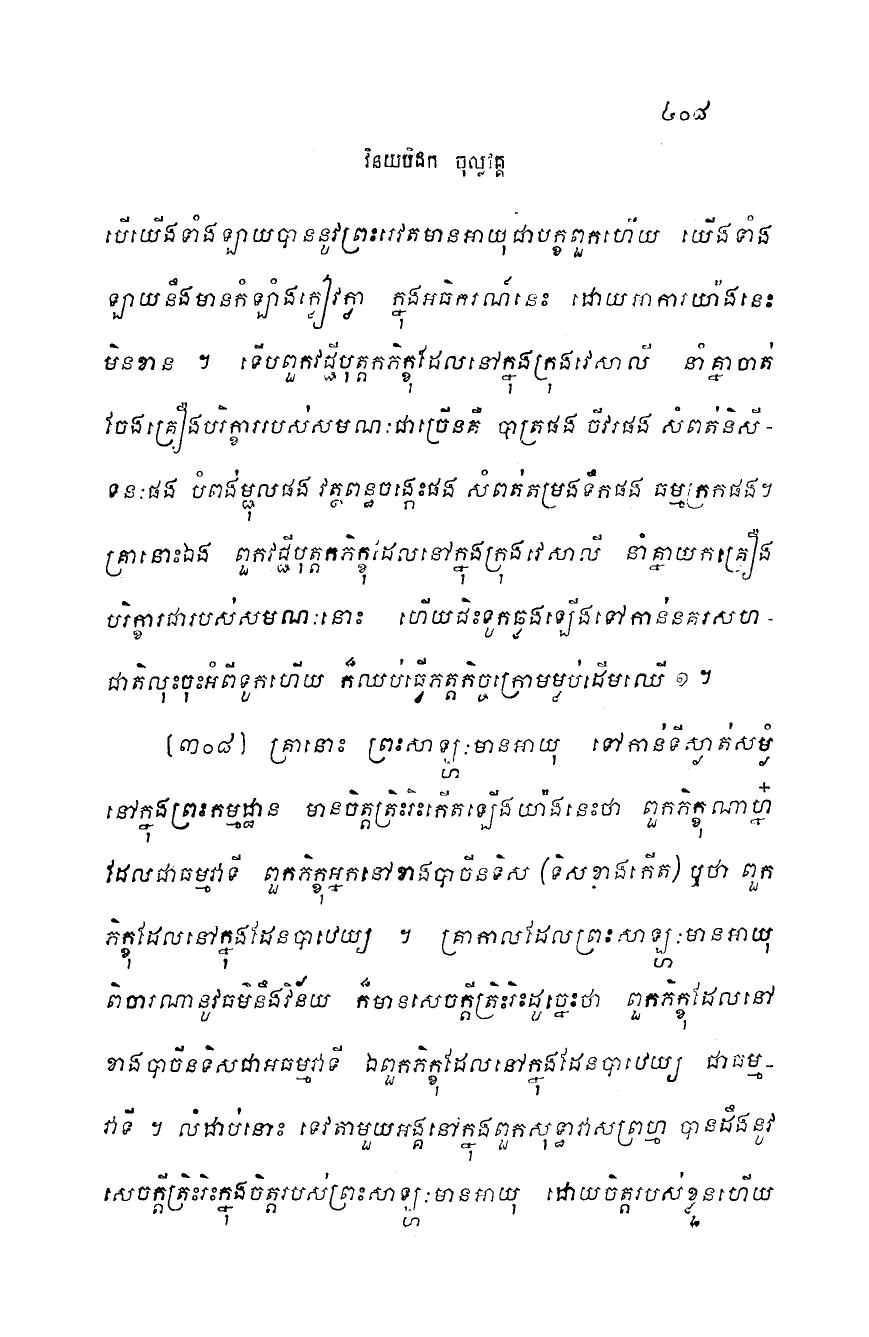 ៤០៨
វិនយបិដក ចុល្លវគ្គ
បើយើងទាំងឡាយបាននូវព្រះរេវតមានអាយុជាបក្ខពួកហើយ យើងទាំង
ឡាយនឹងមានកំឡាំងក្លៀវក្លា ក្នុងអធិករណ៍នេះ ដោយអាការយ៉ាងនេះ
មិនខាន ។ ទើបពួកវជ្ជីបុត្តកភិក្ខុដែលនៅក្នុងក្រុងវេសាលី នាំគ្នាចាត់
វែងគ្រឿងបរិក្ខាររបស់សមណៈជាច្រើនគឺ បាត្រផង ចីវរផង សំពត់និសី-
ទនៈផង បំពង់ម្ជុលផង វត្ថពន្ធចង្កេះផង សំពត់តម្រងទឹកផង ធម្មក្រកផង។
គ្រានោះឯង ពួកវជ្ជីបុត្តកភិក្ខុដែលនៅក្នុងក្រុងវេសាលី នាំគ្នាយកគ្រឿង
បរិក្ខារជារបស់សមណៈនោះ ហើយជិះទូកច្វេងឡើងទៅកាន់នគរសហ-
ជាតិលុះចុះអំពីទូកហើយ ក៏ឈប់ធ្វើភត្តកិច្ចក្រោមម្លប់ដើមឈើ ១ ។
[៣០៨] គ្រានោះ ព្រះសាឡ្ហៈមានអាយុ ទៅកាន់ទីស្ងាត់សម្ងំ
នៅក្នុងព្រះកម្មដ្ឋាន មានចិត្តត្រិះរិះកើតឡើងយ៉ាងនេះថា ពួកភិក្ខុណាហ្ន៎
ដែលជាធម្មវាទី ពួកភិក្ខុអ្នកនៅខាងបាចីនទិស (ទិសខាងកើត) ឬថា ពួក
ភិក្ខុដែលនៅក្នុងដែនបាឋេយ្យ ។ គ្រាកាលដែលព្រះសាឡ្ហៈមានអាយុ
ពិចារណានូវធម៌នឹងវិន័យ ក៏មានសេចក្តីត្រិះរិះដូច្នេះថា ពួកភិក្ខុដែលនៅ
ខាងបាចីនទិសជាអធម្មវាទី ឯពួកភិក្ខុដែលនៅក្នុងដែនបាឋេយ្យ ជាធម្ម-
វាទី ។ លំដាប់នោះ ទេវតាមួយអង្គនៅក្នុងពួកសុទ្ធាវាសព្រហ្ម បានដឹងនូវ
សេចក្តីត្រិះរិះក្នុងចិត្តរបស់ព្រះសាឡ្ហៈមានអាយុ ដោយចិត្តរបស់ខ្លួនហើយ